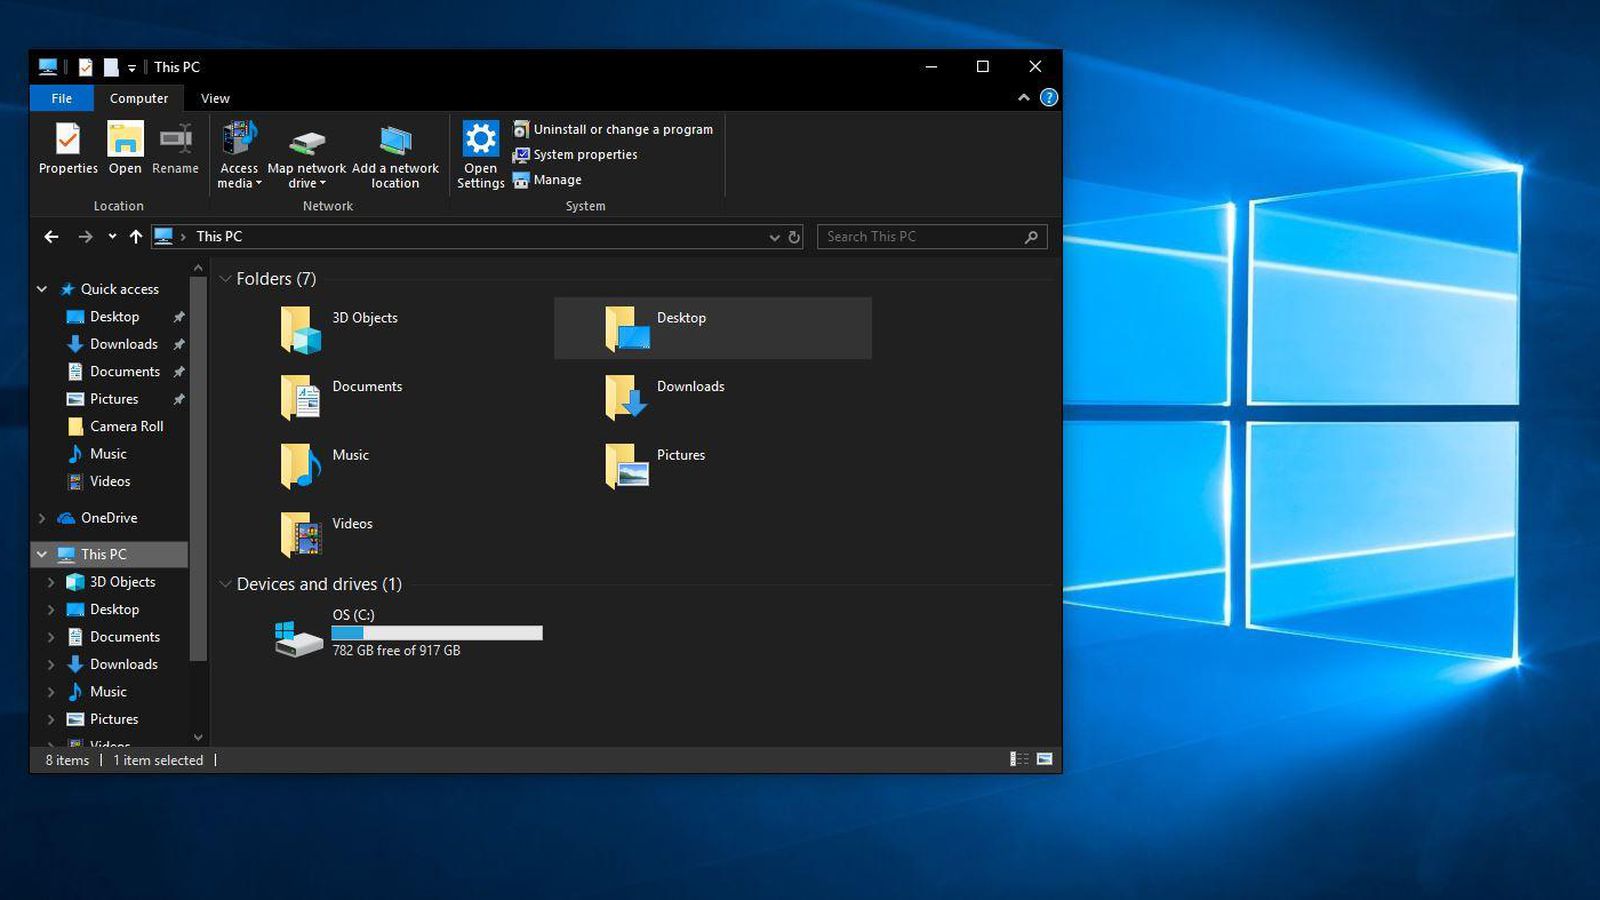 This PC
File Computer View
Properties Open Rename Access media Map network drive Add a network location Open Settings
Uninstall or change a program
System properties
Manage
Location Network System
This PC Search This PC
Quick access
Desktop
Downloads
Documents
Pictures
Camera Roll
Music
Videos
OneDrive
This PC
3D Objects
Desktop
Documents
Downloads
Music
Pictures
Videos
Folders (7)
3D Objects Desktop
Documents Downloads
Music Pictures
Videos
Devices and drives (1)
OS (C:)
782 GB free of 917 GB
8 items 1 item selected